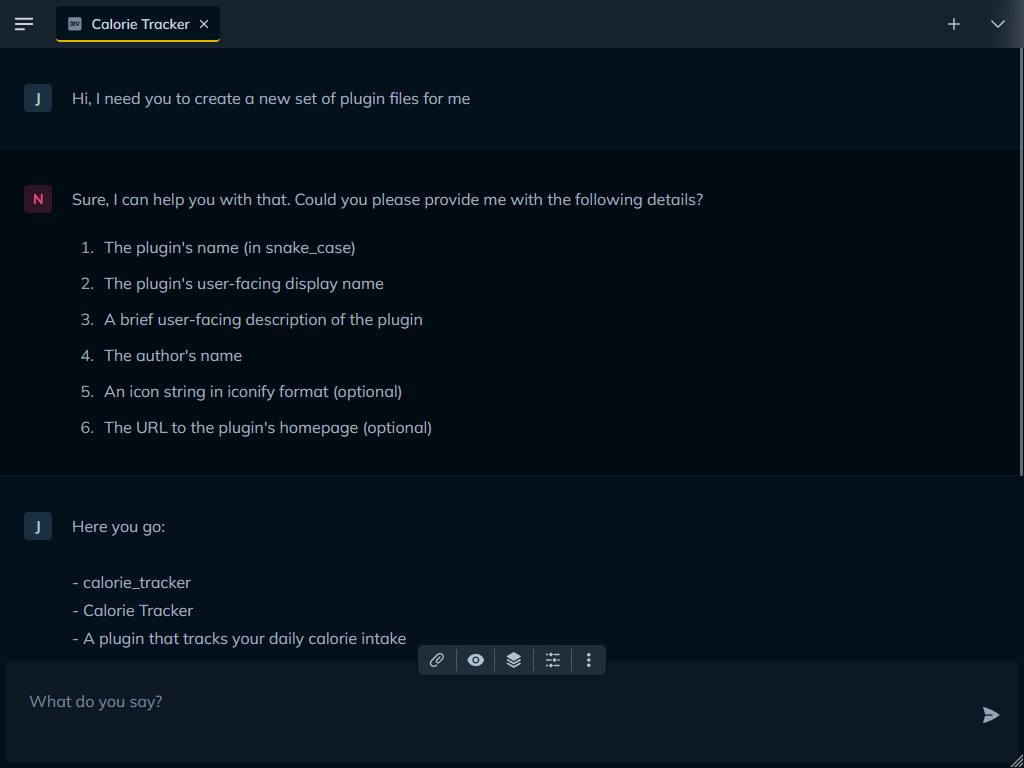 DEV Calorie Tracker
J Hi, I need you to create a new set of plugin files for me
N Sure, I can help you with that. Could you please provide me with the following details?
1. The plugin's name (in snake_case)
2. The plugin's user-facing display name
3. A brief user-facing description of the plugin
4. The author's name
5. An icon string in iconify format (optional)
6. The URL to the plugin's homepage (optional)
J Here you go:
- calorie_tracker
- Calorie Tracker
- A plugin that tracks your daily calorie intake
What do you say?